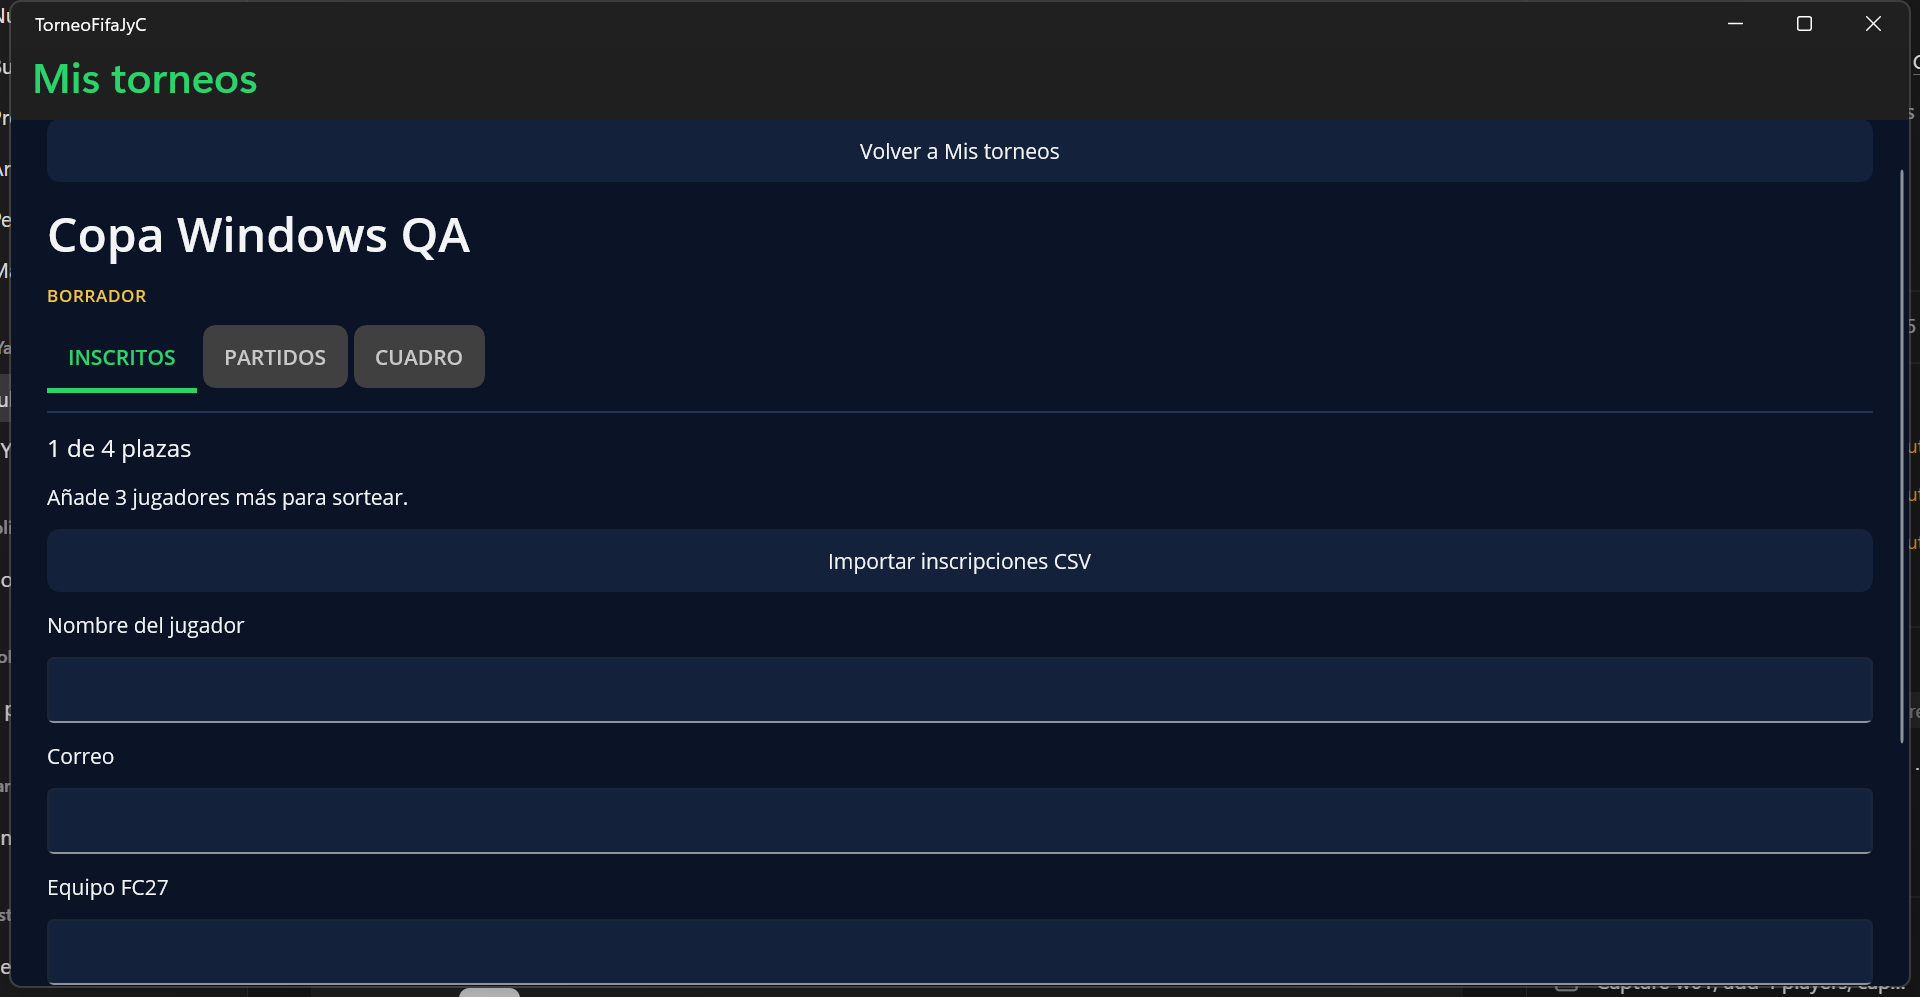 TorneoFifaJyC
Mis torneos
Volver a Mis torneos
Copa Windows QA
BORRADOR
INSCRITOS
PARTIDOS
CUADRO
1 de 4 plazas
Añade 3 jugadores más para sortear.
Importar inscripciones CSV
Nombre del jugador
Correo
Equipo FC27